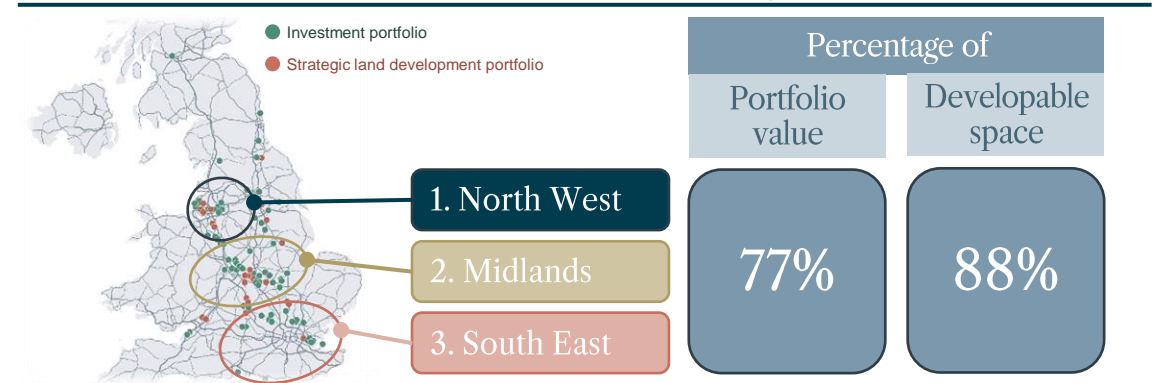 Investment portfolio
Strategic land development portfolio
Percentage of
Portfolio
value
Developable
space
1. North West
2. Midlands
3. South East
77%
88%